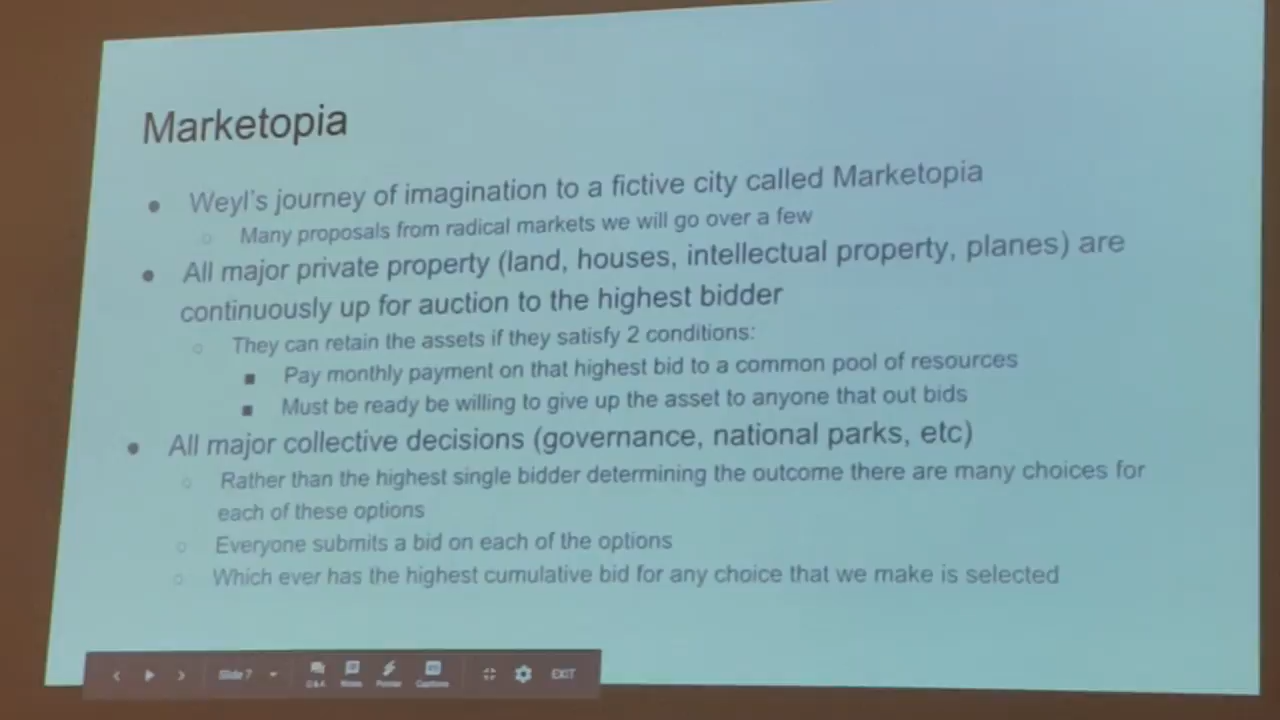 Marketopia
● Weyl's journey of imagination to a fictive city called Marketopia
○ Many proposals from radical markets we will go over a few
● All major private property (land, houses, intellectual property, planes) are
continuously up for auction to the highest bidder
○ They can retain the assets if they satisfy 2 conditions:
■ Pay monthly payment on that highest bid to a common pool of resources
■ Must be ready be willing to give up the asset to anyone that out bids
● All major collective decisions (governance, national parks, etc)
○ Rather than the highest single bidder determining the outcome there are many choices for
each of these options
○ Everyone submits a bid on each of the options
○ Which ever has the highest cumulative bid for any choice that we make is selected
Slide 7
Q&A Notes Pointer Captions EXIT